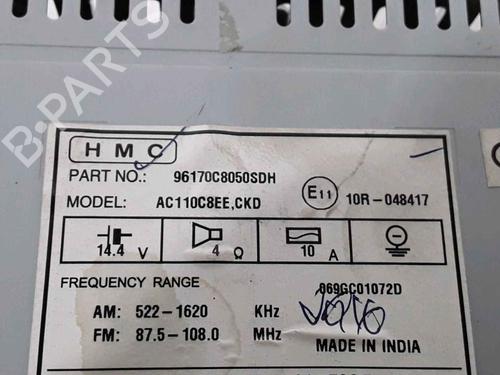 B-PARTS
HMC
PART NO.: 96170C8050SDH
MODEL: AC110C8EE,CKD
E11 10R-048417
14.4 V 4 Ω 10 A
FREQUENCY RANGE 069GC01072D
AM: 522-1620 KHz
FM: 87.5-108.0 MHz
MADE IN INDIA